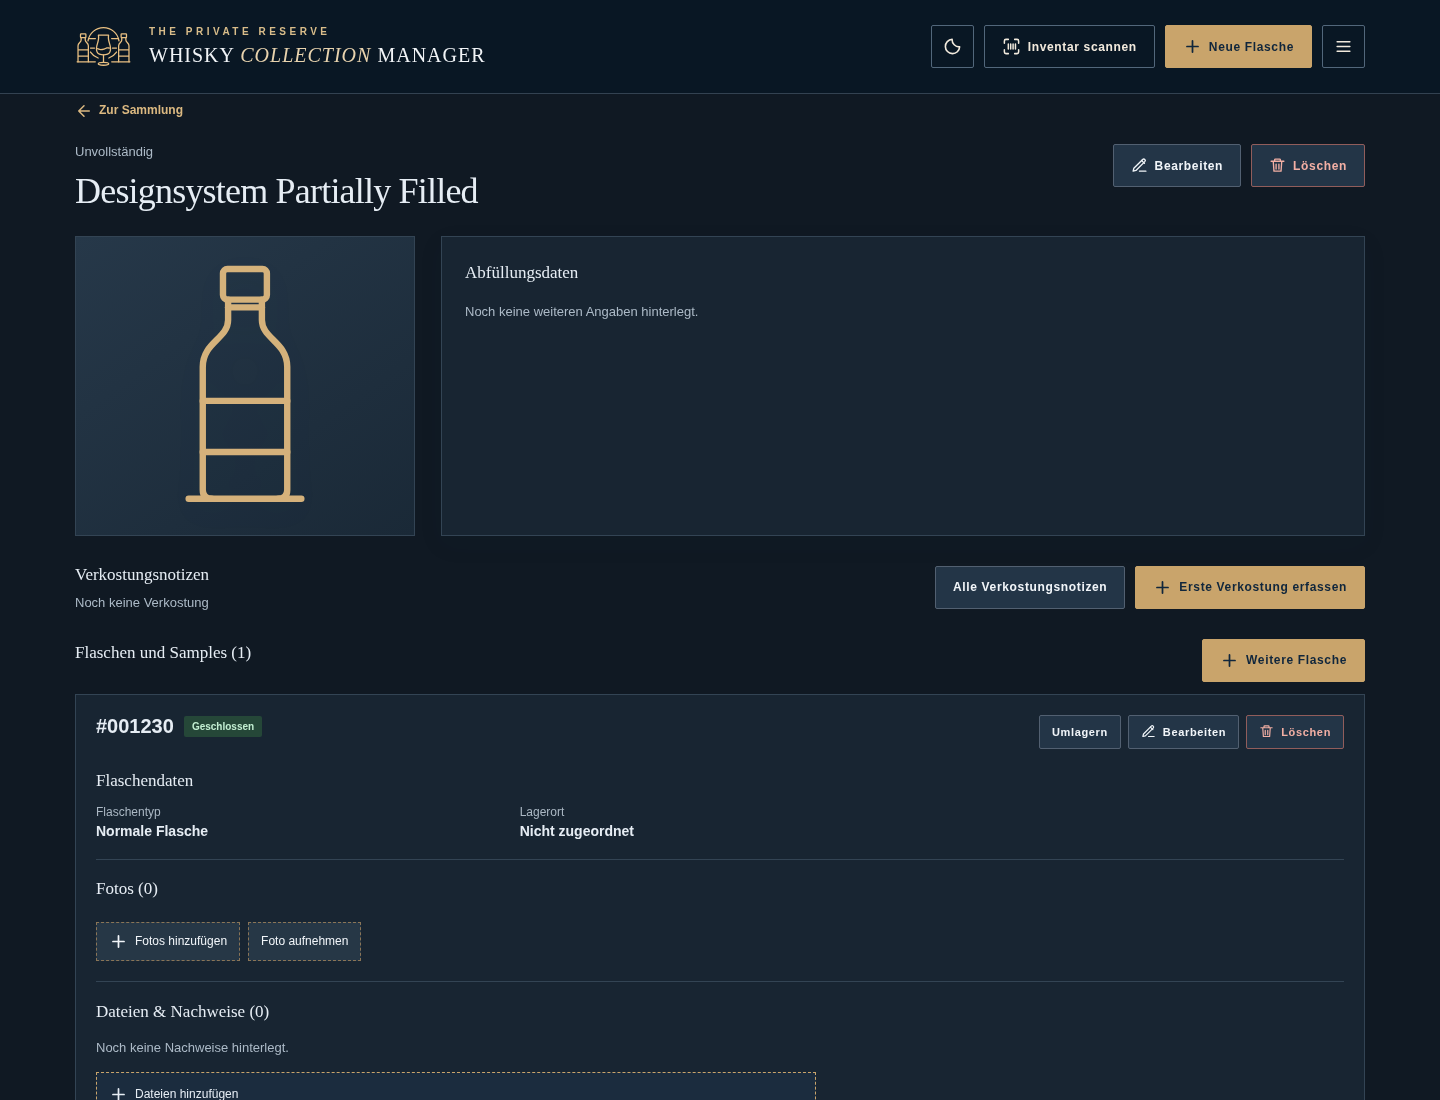 THE PRIVATE RESERVE
WHISKY COLLECTION MANAGER
Inventar scannen
Neue Flasche
Zur Sammlung
Unvollständig
Designsystem Partially Filled
Bearbeiten
Löschen
Abfüllungsdaten
Noch keine weiteren Angaben hinterlegt.
Verkostungsnotizen
Noch keine Verkostung
Alle Verkostungsnotizen
Erste Verkostung erfassen
Flaschen und Samples (1)
Weitere Flasche
#001230
Geschlossen
Umlagern
Bearbeiten
Löschen
Flaschendaten
Flaschentyp
Normale Flasche
Lagerort
Nicht zugeordnet
Fotos (0)
Fotos hinzufügen
Foto aufnehmen
Dateien & Nachweise (0)
Noch keine Nachweise hinterlegt.
Dateien hinzufügen